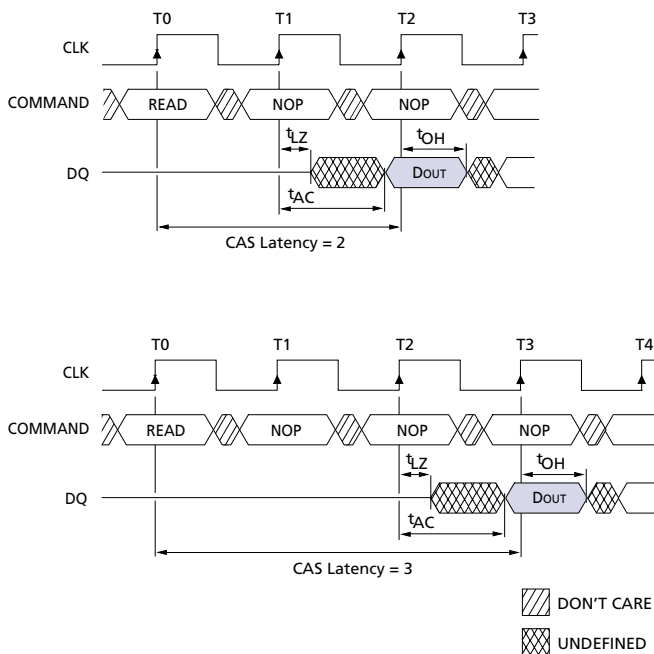 T0 T1 T2 T3
CLK
COMMAND READ NOP NOP
tLZ tOH
DQ DOUT
tAC
CAS Latency = 2
T0 T1 T2 T3 T4
CLK
COMMAND READ NOP NOP NOP
tLZ tOH
DQ DOUT
tAC
CAS Latency = 3
DON'T CARE
UNDEFINED